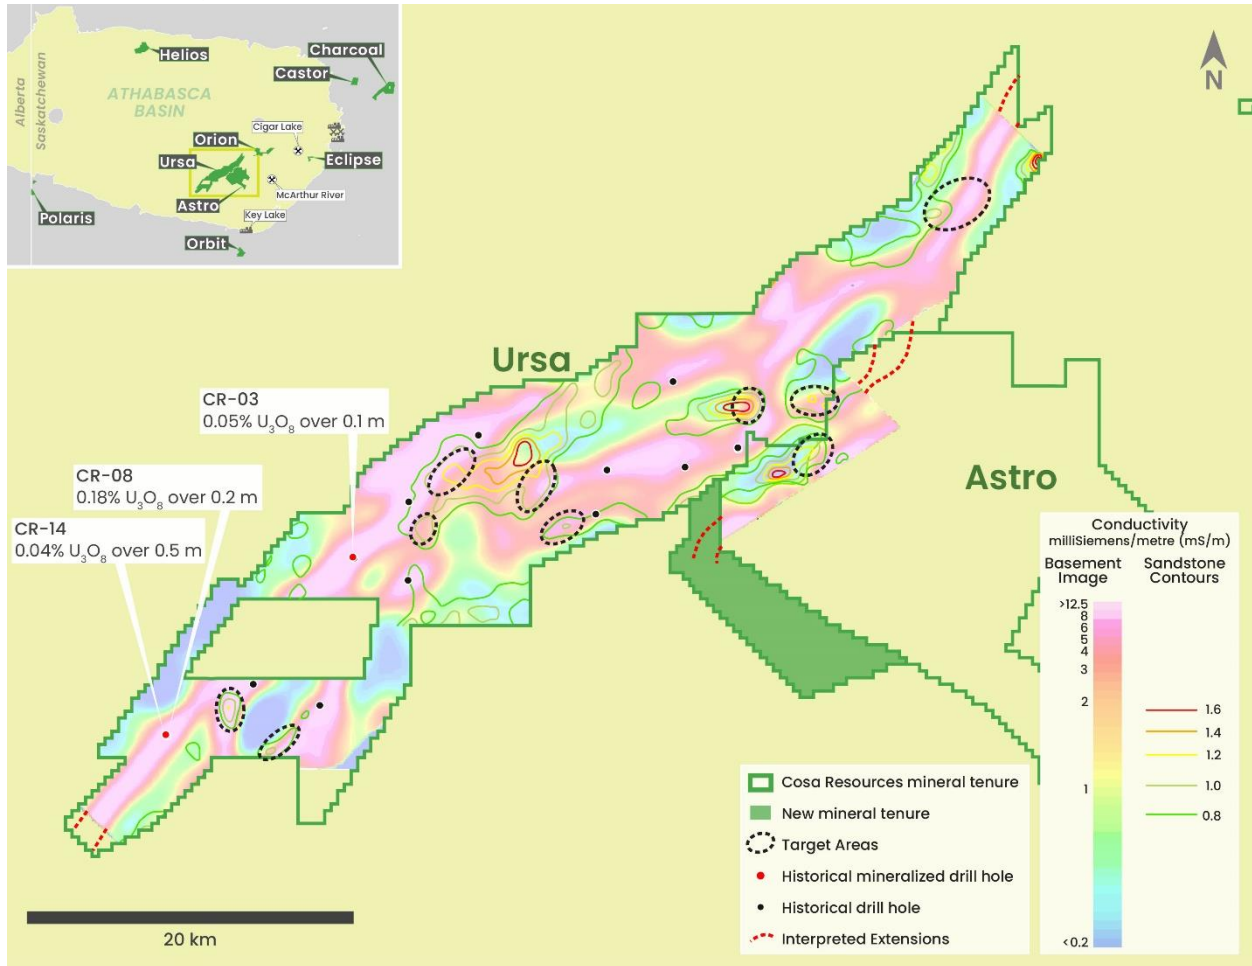 Alberta
Saskatchewan
Helios
Charcoal
Castor
ATHABASCA
BASIN
Cigar Lake
Orion
Ursa
Eclipse
McArthur River
Astro
Key Lake
Polaris
Orbit
N
Ursa
CR-03
0.05% U₃O₈ over 0.1 m
CR-08
0.18% U₃O₈ over 0.2 m
CR-14
0.04% U₃O₈ over 0.5 m
Astro
Conductivity
milliSiemens/metre (mS/m)
Basement Sandstone
Image Contours
>12.5
8
6
5
4
3
2
1
<0.2
1.6
1.4
1.2
1.0
0.8
Cosa Resources mineral tenure
New mineral tenure
Target Areas
Historical mineralized drill hole
Historical drill hole
Interpreted Extensions
20 km